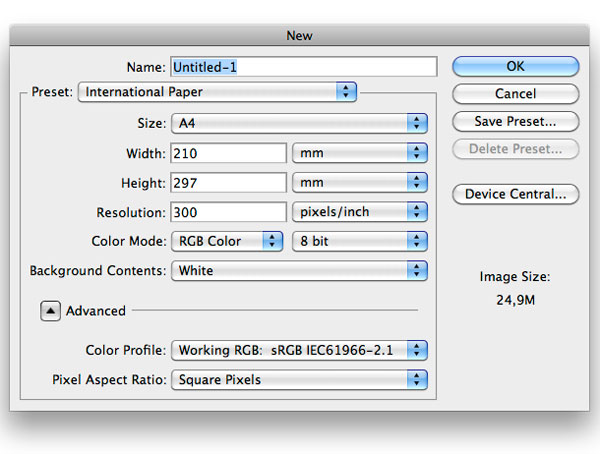 New
Name: Untitled-1
OK
Preset: International Paper
Cancel
Size: A4
Save Preset...
Width: 210 mm
Delete Preset...
Height: 297 mm
Device Central...
Resolution: 300 pixels/inch
Color Mode: RGB Color 8 bit
Background Contents: White
Image Size:
24,9M
Advanced
Color Profile: Working RGB: sRGB IEC61966-2.1
Pixel Aspect Ratio: Square Pixels